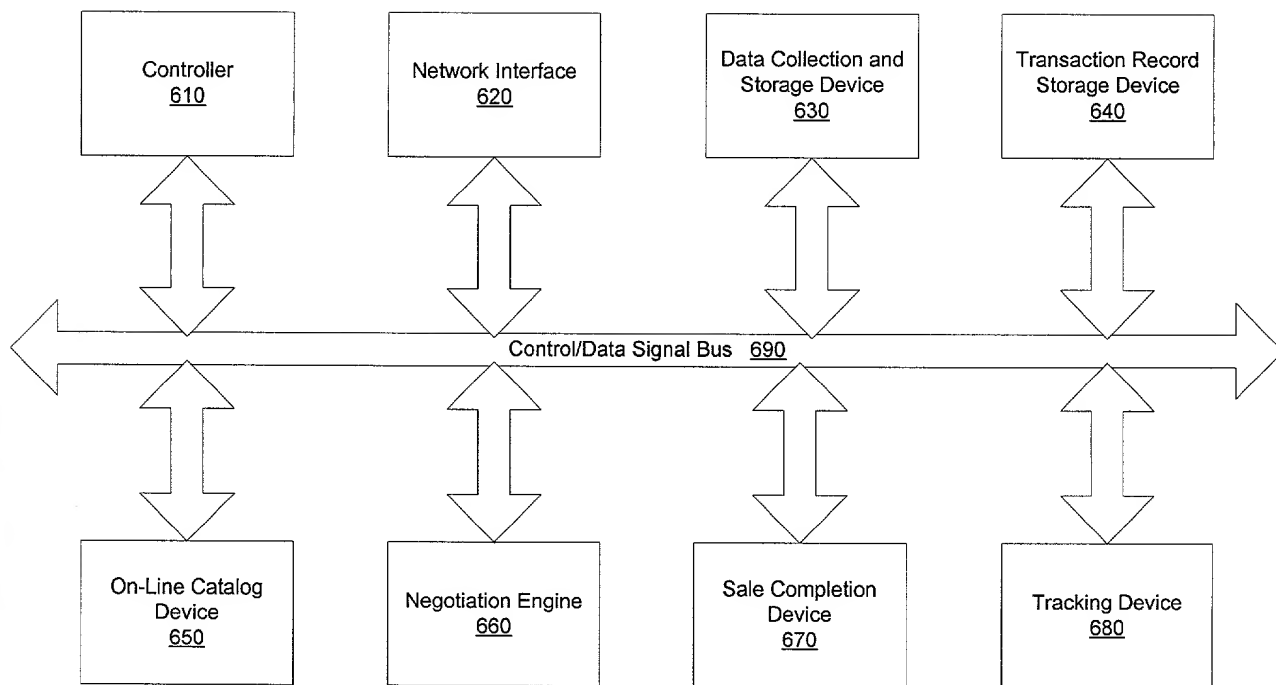 Controller
610
Network Interface
620
Data Collection and
Storage Device
630
Transaction Record
Storage Device
640
Control/Data Signal Bus 690
On-Line Catalog
Device
650
Negotiation Engine
660
Sale Completion
Device
670
Tracking Device
680